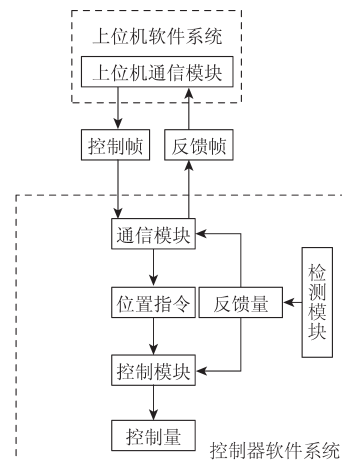 上位机软件系统
上位机通信模块
控制帧
反馈帧
通信模块
位置指令
反馈量
检测模块
控制模块
控制量
控制器软件系统